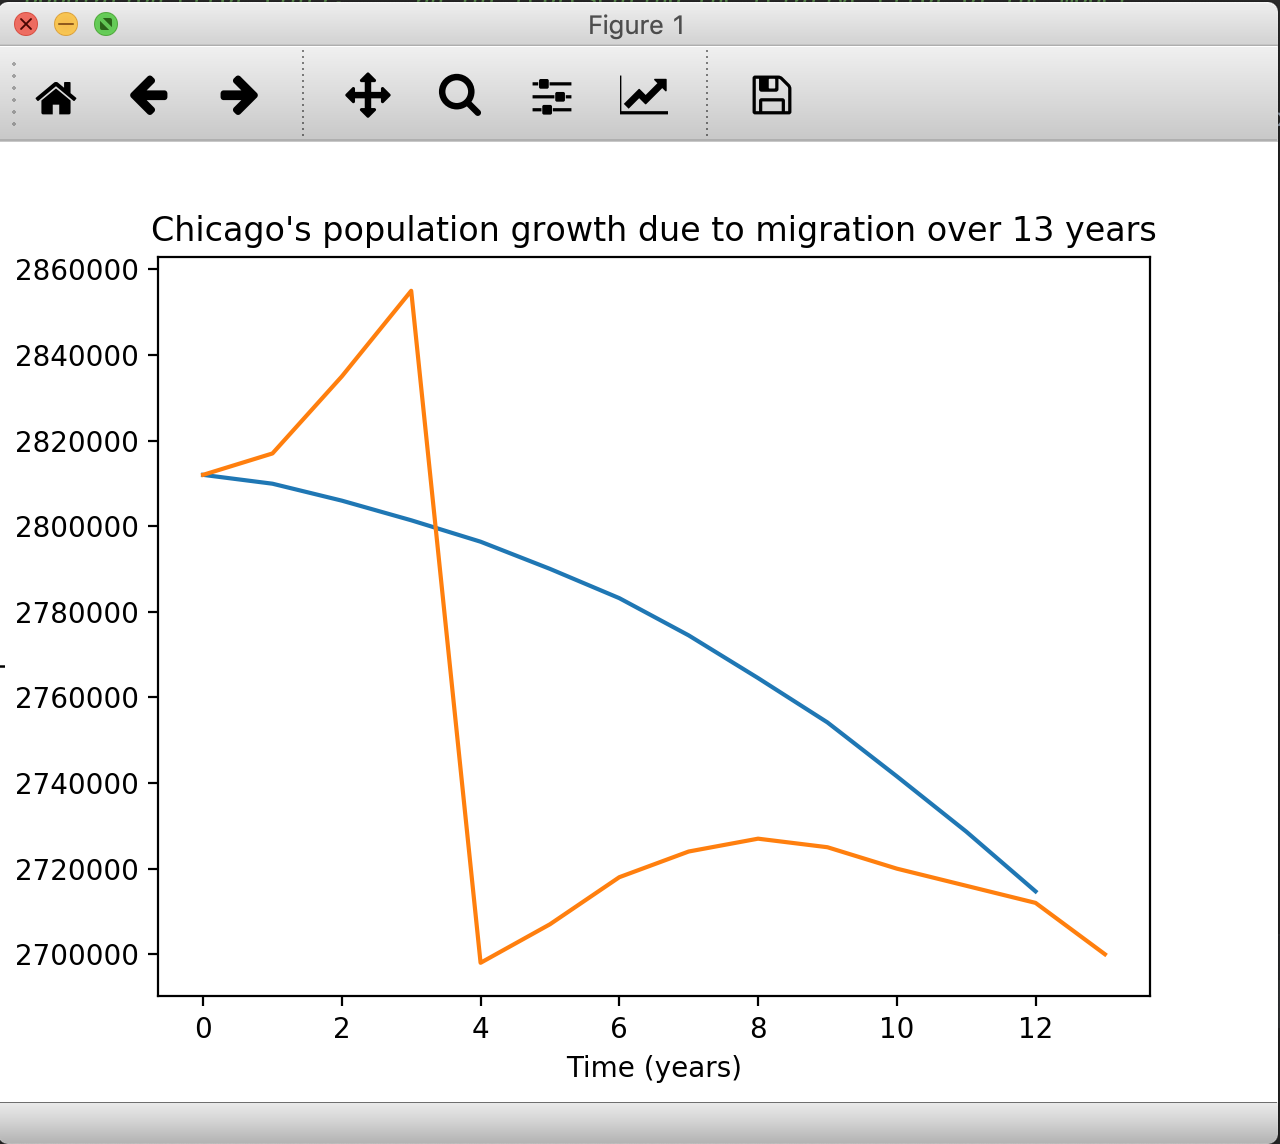 Figure 1
Chicago's population growth due to migration over 13 years
2860000
2840000
2820000
2800000
2780000
2760000
2740000
2720000
2700000
0 2 4 6 8 10 12
Time (years)